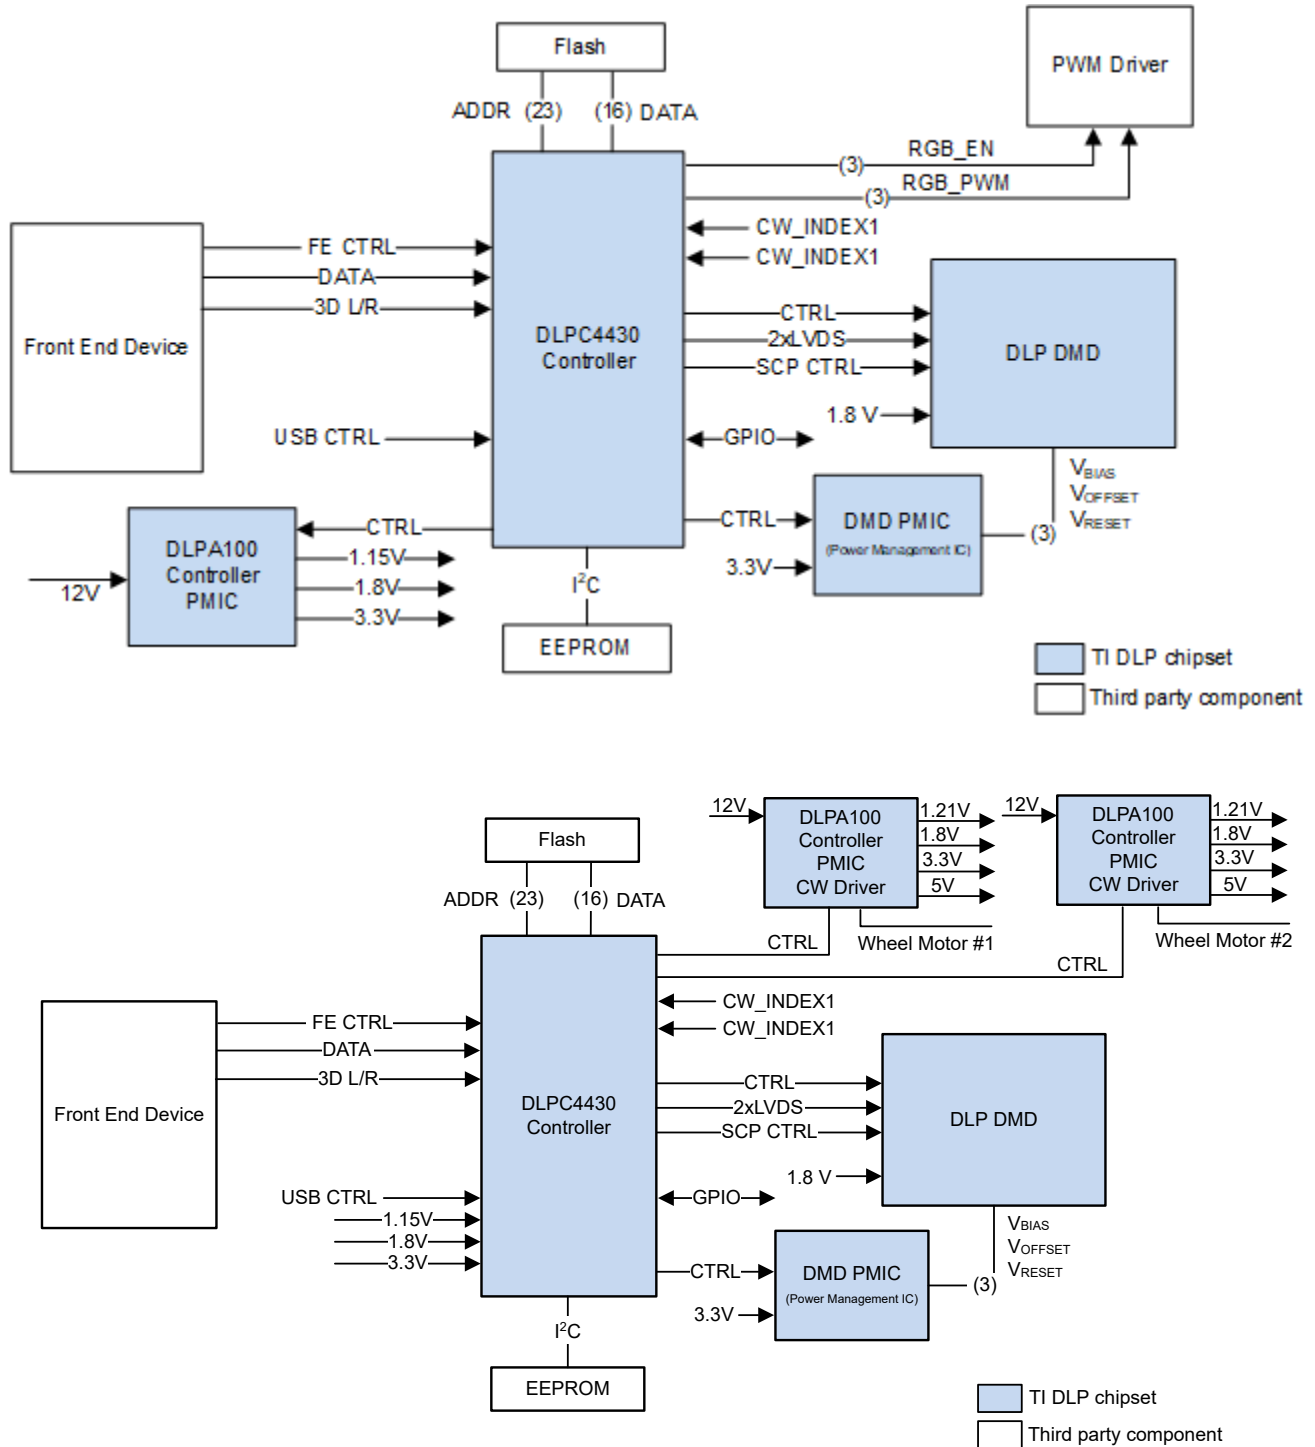 Flash
PWM Driver
ADDR (23) (16) DATA
RGB_EN
(3)
RGB_PWM
(3)
FE CTRL
CW_INDEX1
DATA
CW_INDEX1
3D L/R
CTRL
Front End Device
DLPC4430
Controller
2xLVDS
DLP DMD
SCP CTRL
1.8 V
USB CTRL
GPIO
VBIAS
VOFFSET
VRESET
CTRL
CTRL
DMD PMIC
(Power Management IC)
(3)
DLPA100
Controller
PMIC
1.15V
3.3V
12V
1.8V
I²C
3.3V
EEPROM
TI DLP chipset
Third party component
12V
DLPA100
Controller
PMIC
CW Driver
1.21V
1.8V
3.3V
5V
12V
DLPA100
Controller
PMIC
CW Driver
1.21V
1.8V
3.3V
5V
Flash
ADDR (23) (16) DATA
CTRL
Wheel Motor #1
Wheel Motor #2
CTRL
CW_INDEX1
FE CTRL
CW_INDEX1
DATA
3D L/R
CTRL
Front End Device
DLPC4430
Controller
2xLVDS
DLP DMD
SCP CTRL
1.8 V
USB CTRL
GPIO
1.15V
1.8V
3.3V
VBIAS
VOFFSET
VRESET
CTRL
DMD PMIC
(Power Management IC)
(3)
3.3V
I²C
EEPROM
TI DLP chipset
Third party component